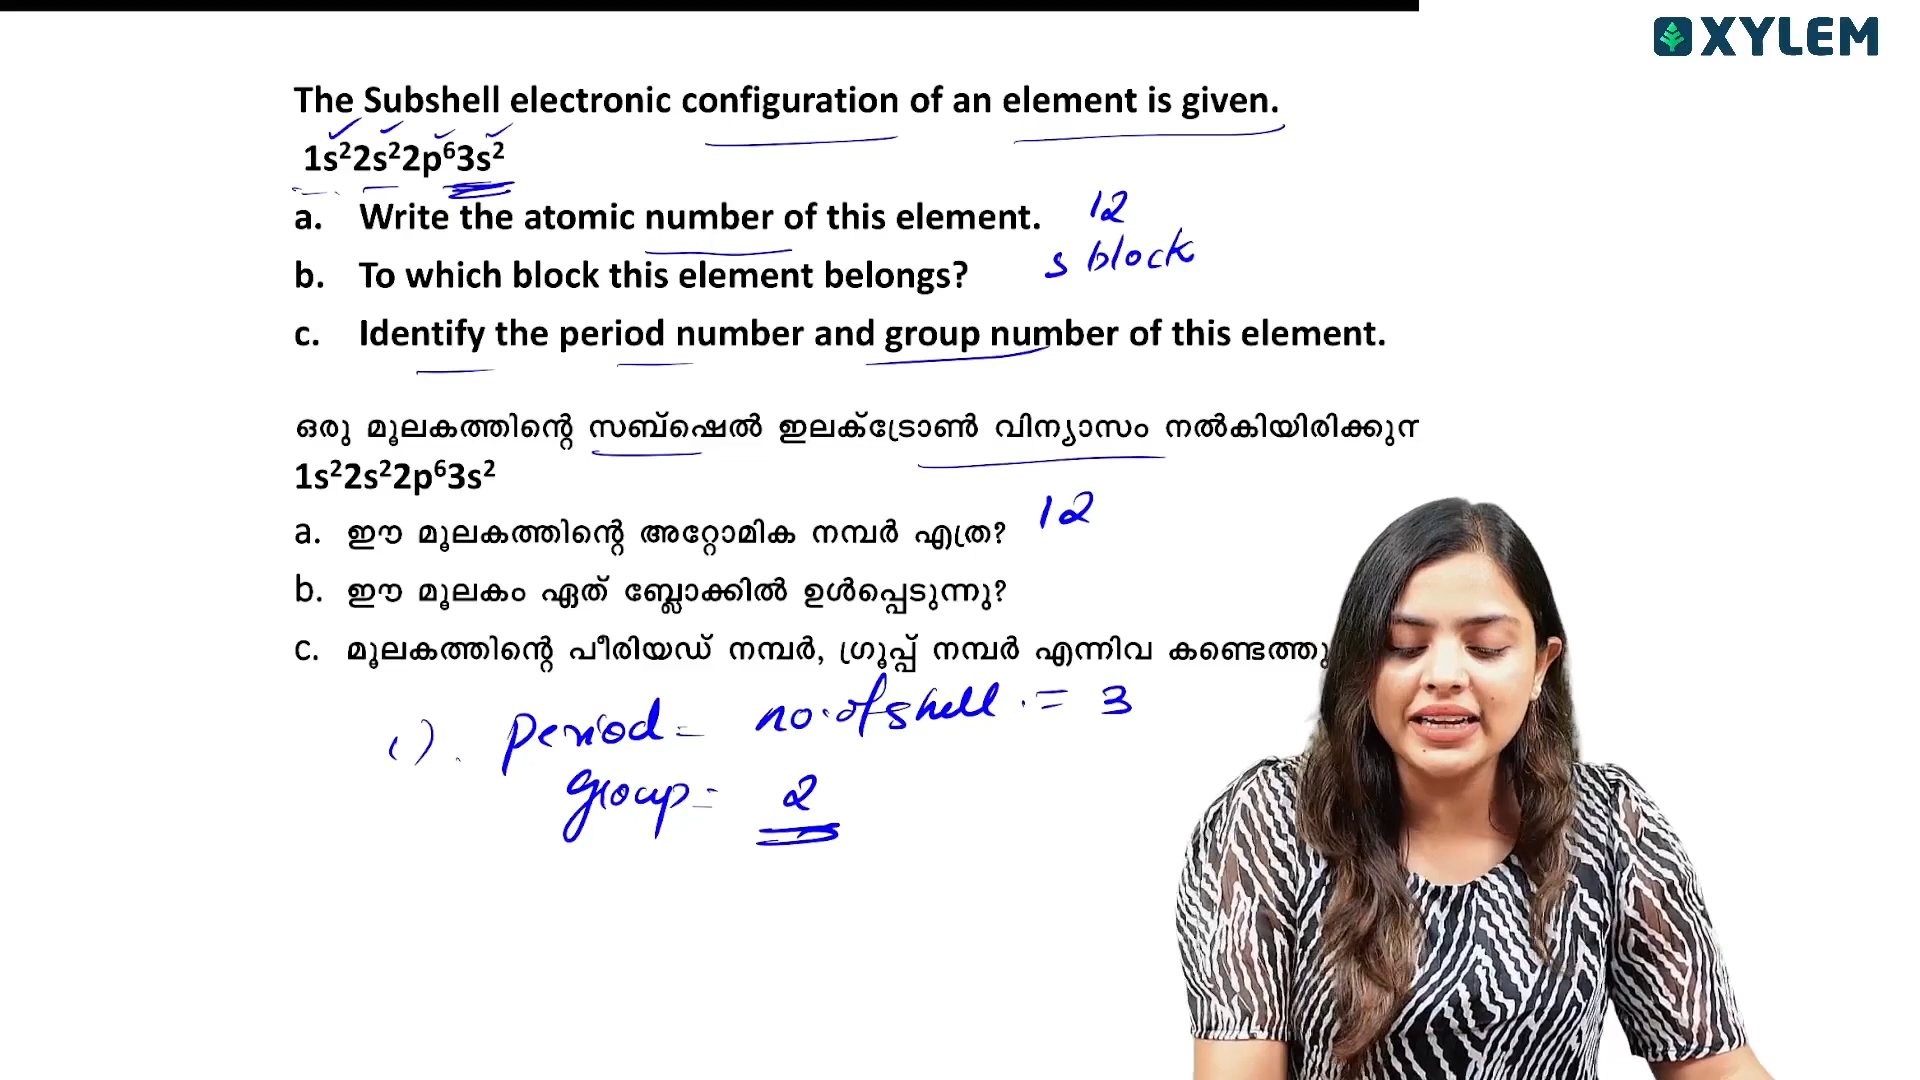 XYLEM
The Subshell electronic configuration of an element is given.
1s²2s²2p⁶3s²
a. Write the atomic number of this element. 12
b. To which block this element belongs? s block
c. Identify the period number and group number of this element.
ഒരു മൂലകത്തിന്റെ സബ്ഷെൽ ഇലക്ട്രോൺ വിന്യാസം
1s²2s²2p⁶3s²
a. ഈ മൂലകത്തിന്റെ അറ്റോമിക നമ്പർ എത്ര? 12
b. ഈ മൂലകം ഏത് ബ്ലോക്കിൽ ഉൾപ്പെടുന്നു?
c. മൂലകത്തിന്റെ പീരിയഡ് നമ്പർ, ഗ്രൂപ്പ് നമ്പർ എന്നിവ കണ്ടെത്തു
Period = no. of shell. = 3
group = 2